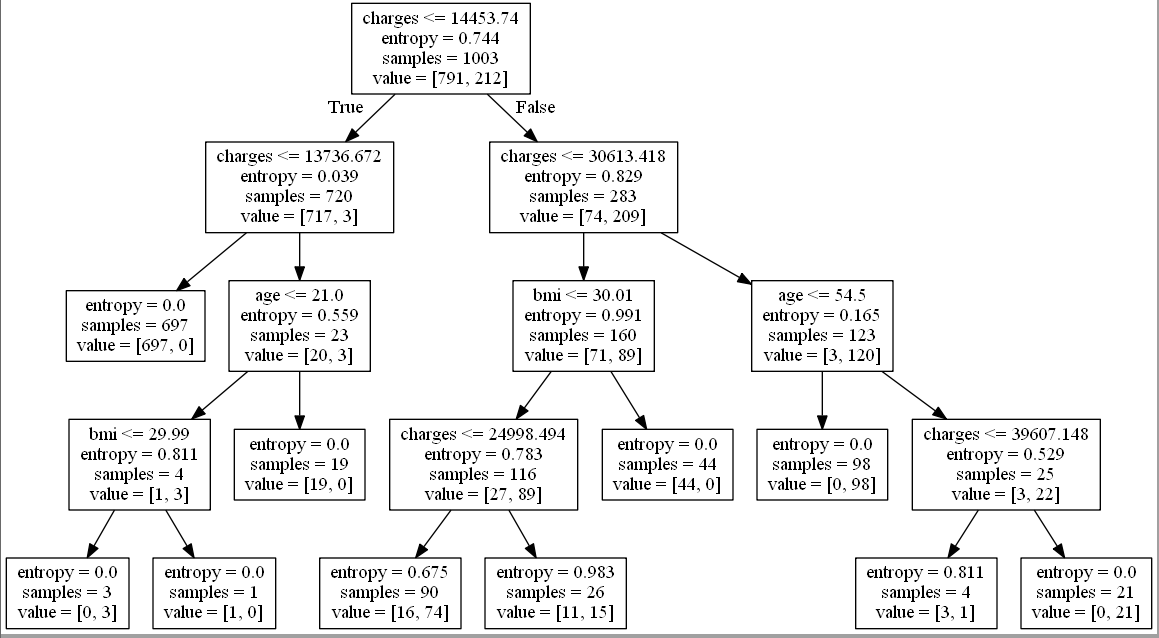 charges <= 14453.74
entropy = 0.744
samples = 1003
value = [791, 212]
True
False
charges <= 13736.672
entropy = 0.039
samples = 720
value = [717, 3]
charges <= 30613.418
entropy = 0.829
samples = 283
value = [74, 209]
entropy = 0.0
samples = 697
value = [697, 0]
age <= 21.0
entropy = 0.559
samples = 23
value = [20, 3]
bmi <= 30.01
entropy = 0.991
samples = 160
value = [71, 89]
age <= 54.5
entropy = 0.165
samples = 123
value = [3, 120]
bmi <= 29.99
entropy = 0.811
samples = 4
value = [1, 3]
entropy = 0.0
samples = 19
value = [19, 0]
charges <= 24998.494
entropy = 0.783
samples = 116
value = [27, 89]
entropy = 0.0
samples = 44
value = [44, 0]
entropy = 0.0
samples = 98
value = [0, 98]
charges <= 39607.148
entropy = 0.529
samples = 25
value = [3, 22]
entropy = 0.0
samples = 3
value = [0, 3]
entropy = 0.0
samples = 1
value = [1, 0]
entropy = 0.675
samples = 90
value = [16, 74]
entropy = 0.983
samples = 26
value = [11, 15]
entropy = 0.811
samples = 4
value = [3, 1]
entropy = 0.0
samples = 21
value = [0, 21]